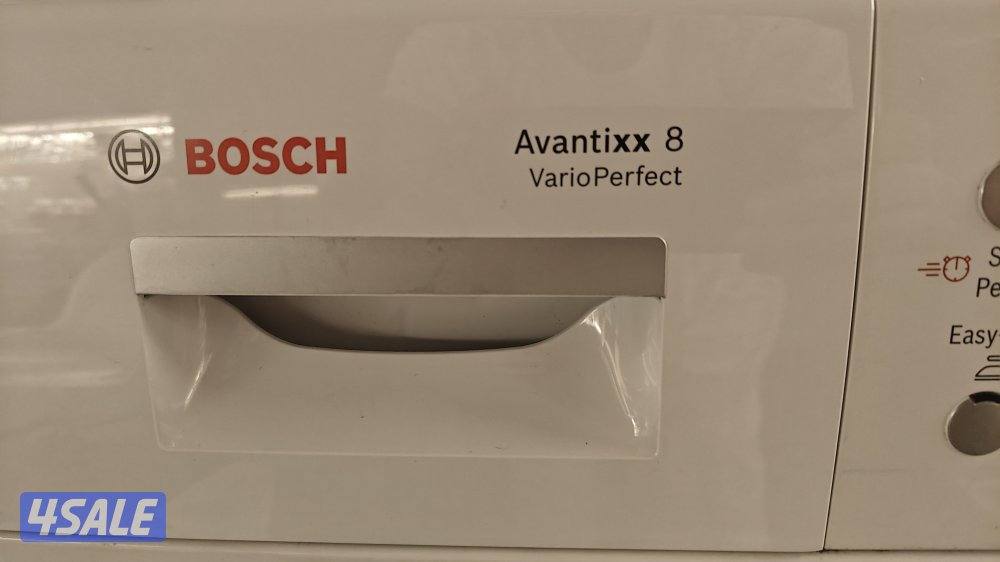 BOSCH
Avantixx 8
VarioPerfect
Easy-
4SALE